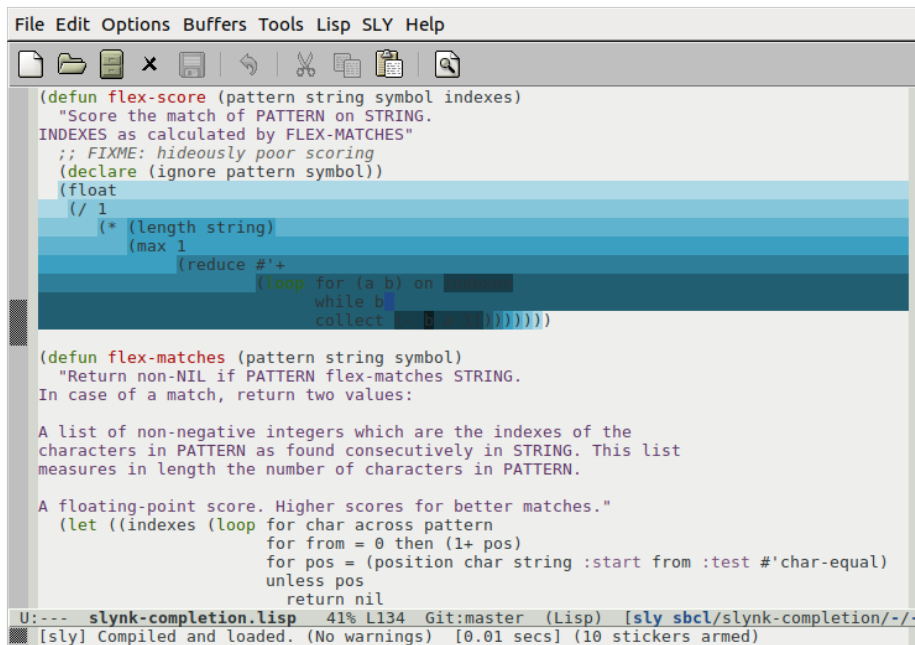 File Edit Options Buffers Tools Lisp SLY Help
(defun flex-score (pattern string symbol indexes)
"Score the match of PATTERN on STRING.
INDEXES as calculated by FLEX-MATCHES"
;; FIXME: hideously poor scoring
(declare (ignore pattern symbol))
(float
(/ 1
(* (length string)
(max 1
(reduce #'+
(loop for (a b) on
while b
collect b ))))))
(defun flex-matches (pattern string symbol)
"Return non-NIL if PATTERN flex-matches STRING.
In case of a match, return two values:
A list of non-negative integers which are the indexes of the
characters in PATTERN as found consecutively in STRING. This list
measures in length the number of characters in PATTERN.
A floating-point score. Higher scores for better matches."
(let ((indexes (loop for char across pattern
for from = 0 then (1+ pos)
for pos = (position char string :start from :test #'char-equal)
unless pos
return nil
U:--- slynk-completion.lisp 41% L134 Git:master (Lisp) [sly sbcl/slynk-completion/-/-
[sly] Compiled and loaded. (No warnings) [0.01 secs] (10 stickers armed)